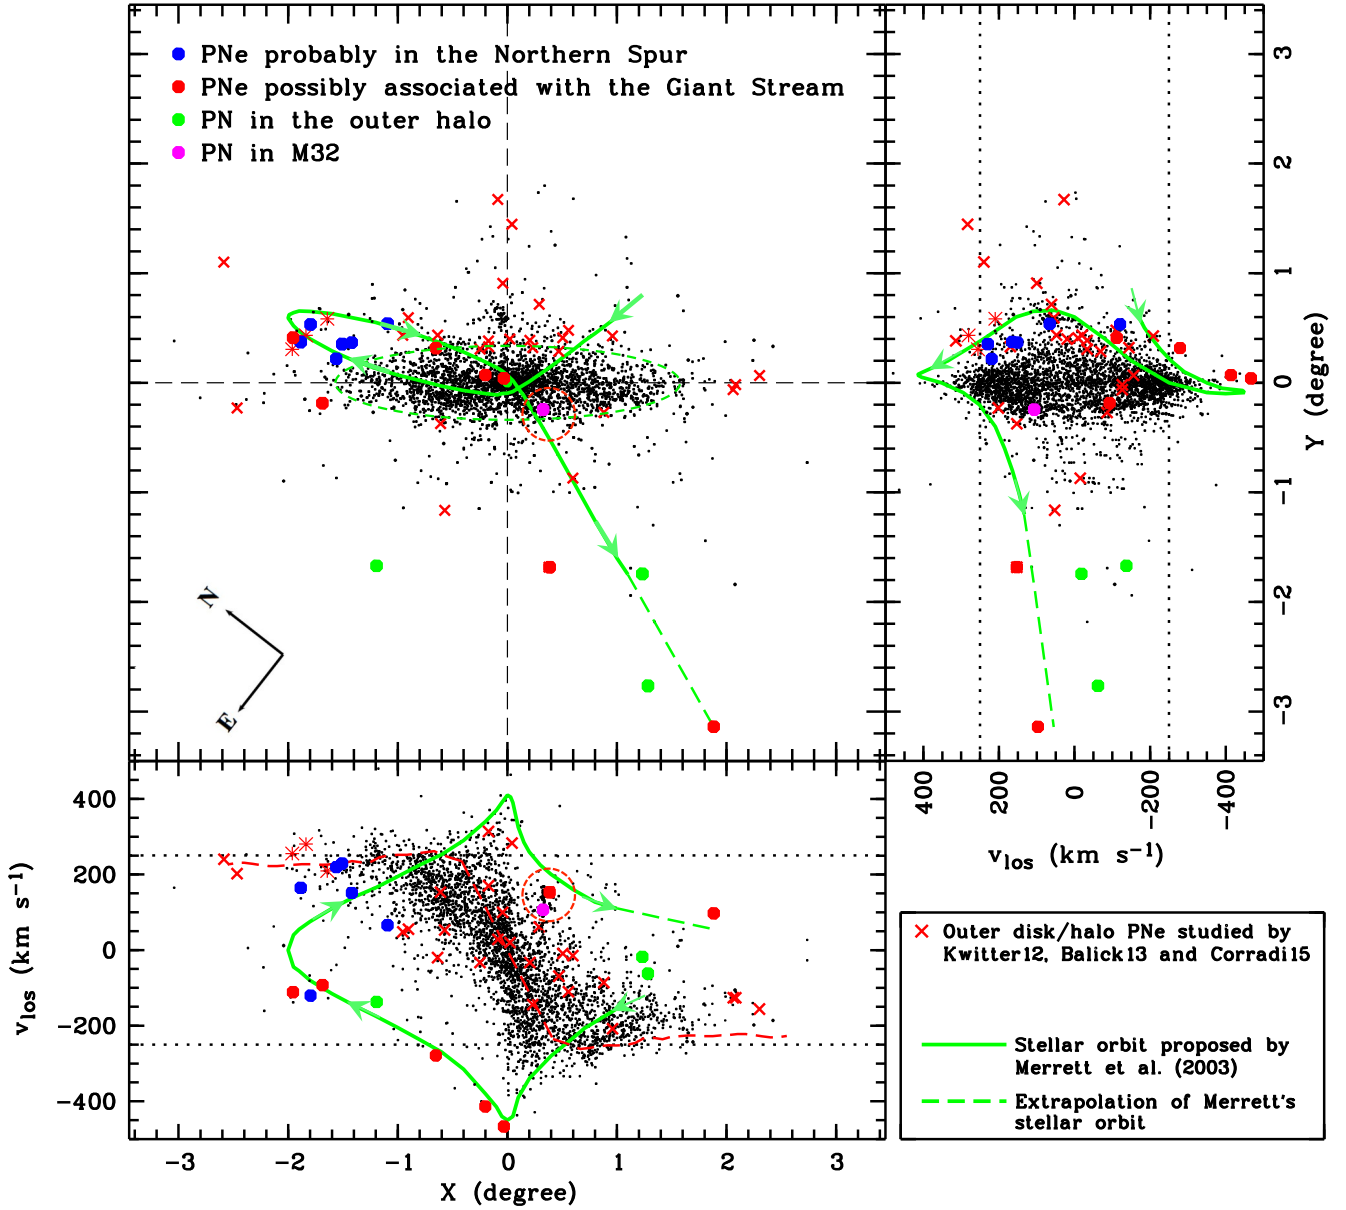 PNe probably in the Northern Spur
PNe possibly associated with the Giant Stream
PN in the outer halo
PN in M32
N
E
3
2
1
0
−1
−2
−3
Y (degree)
400
200
0
−200
−400
v_los (km s⁻¹)
400
200
0
−200
−400
v_los (km s⁻¹)
−3
−2
−1
0
1
2
3
X (degree)
Outer disk/halo PNe studied by
Kwitter12, Balick13 and Corradi15
Stellar orbit proposed by
Merrett et al. (2003)
Extrapolation of Merrett's
stellar orbit